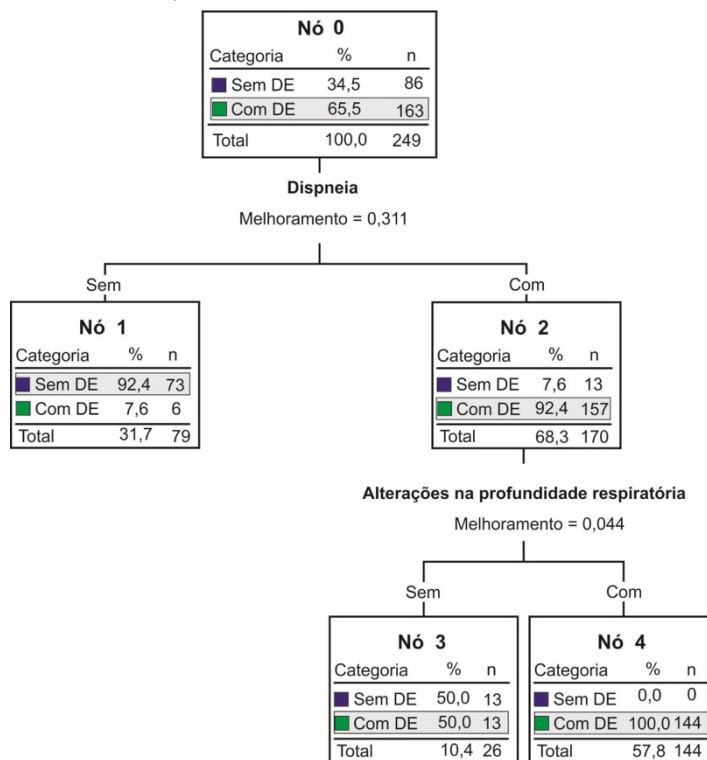 Nó 0
Categoria % n
Sem DE 34,5 86
Com DE 65,5 163
Total 100,0 249
Dispneia
Melhoramento = 0,311
Sem
Com
Nó 1
Categoria % n
Sem DE 92,4 73
Com DE 7,6 6
Total 31,7 79
Nó 2
Categoria % n
Sem DE 7,6 13
Com DE 92,4 157
Total 68,3 170
Alterações na profundidade respiratória
Melhoramento = 0,044
Sem
Com
Nó 3
Categoria % n
Sem DE 50,0 13
Com DE 50,0 13
Total 10,4 26
Nó 4
Categoria % n
Sem DE 0,0 0
Com DE 100,0 144
Total 57,8 144